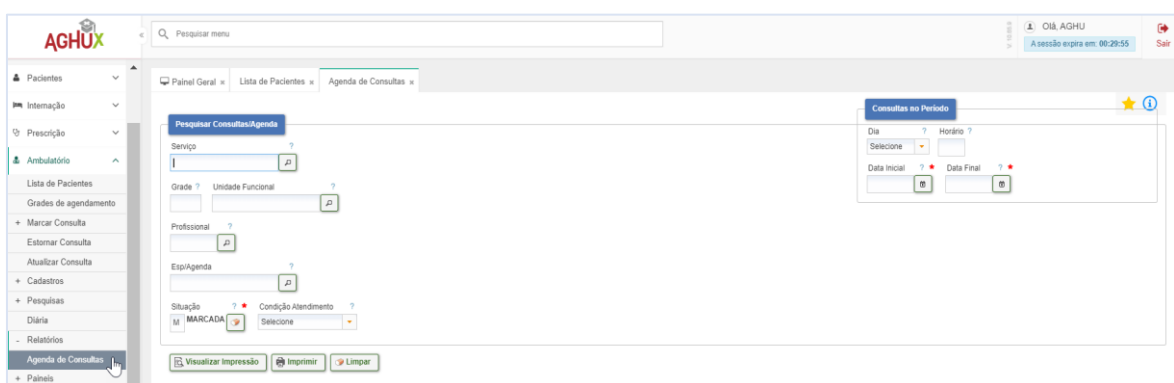 AGHUX
«
Pesquisar menu
Olá, AGHU
A sessão expira em: 00:29:55
Sair
Pacientes
Internação
Prescrição
Ambulatório
Lista de Pacientes
Grades de agendamento
+ Marcar Consulta
Estornar Consulta
Atualizar Consulta
+ Cadastros
+ Pesquisas
Diária
- Relatórios
Agenda de Consultas
+ Paineis
Painel Geral × Lista de Pacientes × Agenda de Consultas ×
Pesquisar Consultas/Agenda
Serviço ?
Grade ? Unidade Funcional ?
Profissional ?
Esp/Agenda ?
Situação ? * Condição Atendimento ?
M MARCADA Selecione
Visualizar Impressão Imprimir Limpar
Consultas no Período
Dia ? Horário ?
Selecione
Data Inicial ? * Data Final ? *